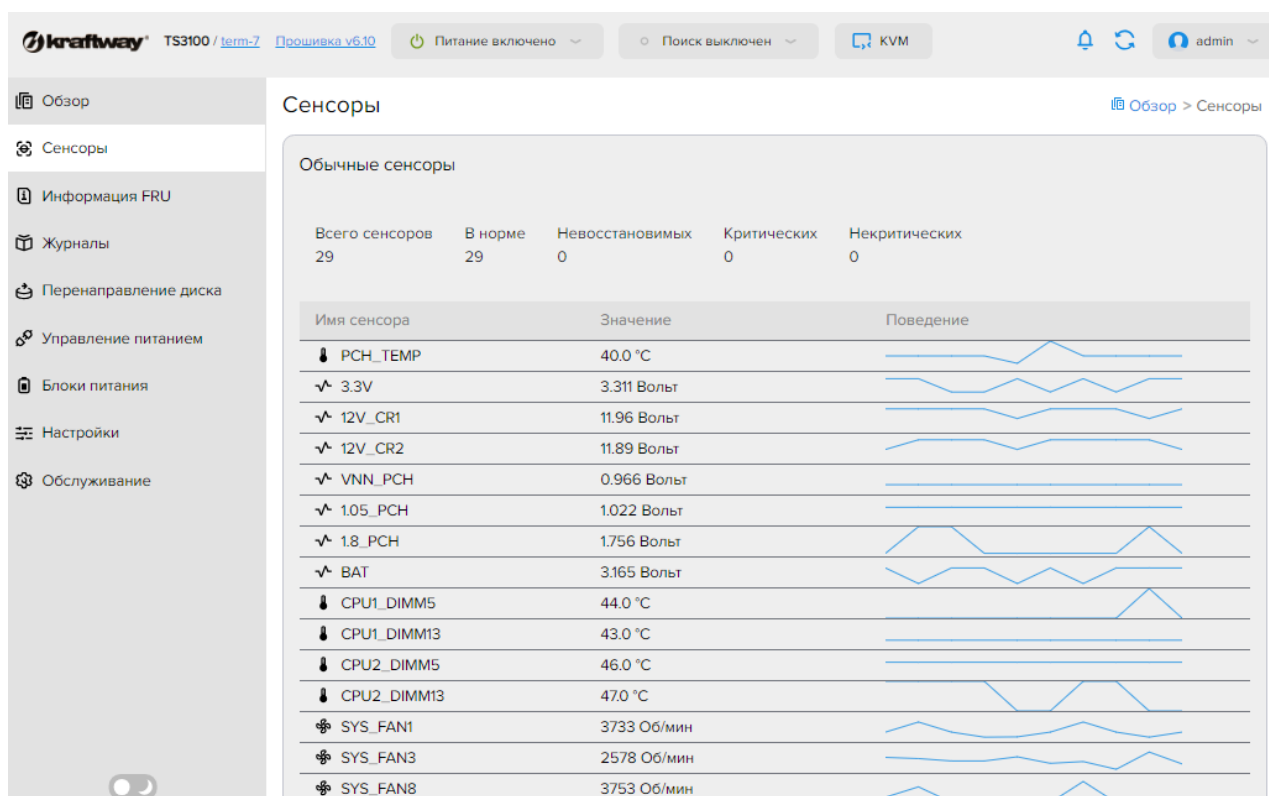 kraftway TS3100 / term-7 Прошивка v6.10 Питание включено Поиск выключен KVM admin
Обзор
Сенсоры
Информация FRU
Журналы
Перенаправление диска
Управление питанием
Блоки питания
Настройки
Обслуживание
Сенсоры
Обзор > Сенсоры
Обычные сенсоры
Всего сенсоров В норме Невосстановимых Критических Некритических
29 29 0 0 0
Имя сенсора Значение Поведение
PCH_TEMP 40.0 °C
3.3V 3.311 Вольт
12V_CR1 11.96 Вольт
12V_CR2 11.89 Вольт
VNN_PCH 0.966 Вольт
1.05_PCH 1.022 Вольт
1.8_PCH 1.756 Вольт
BAT 3.165 Вольт
CPU1_DIMM5 44.0 °C
CPU1_DIMM13 43.0 °C
CPU2_DIMM5 46.0 °C
CPU2_DIMM13 47.0 °C
SYS_FAN1 3733 Об/мин
SYS_FAN3 2578 Об/мин
SYS_FAN8 3753 Об/мин